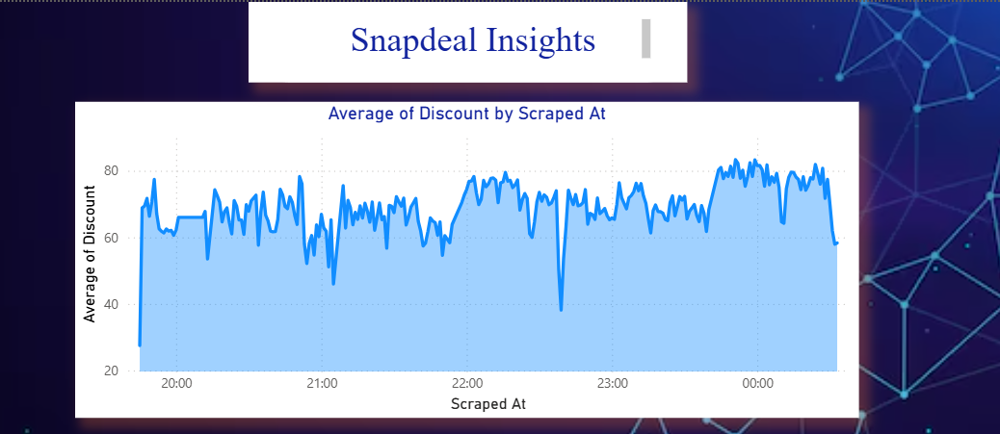 Snapdeal Insights
Average of Discount by Scraped At
Average of Discount
80
60
40
20
20:00 21:00 22:00 23:00 00:00
Scraped At